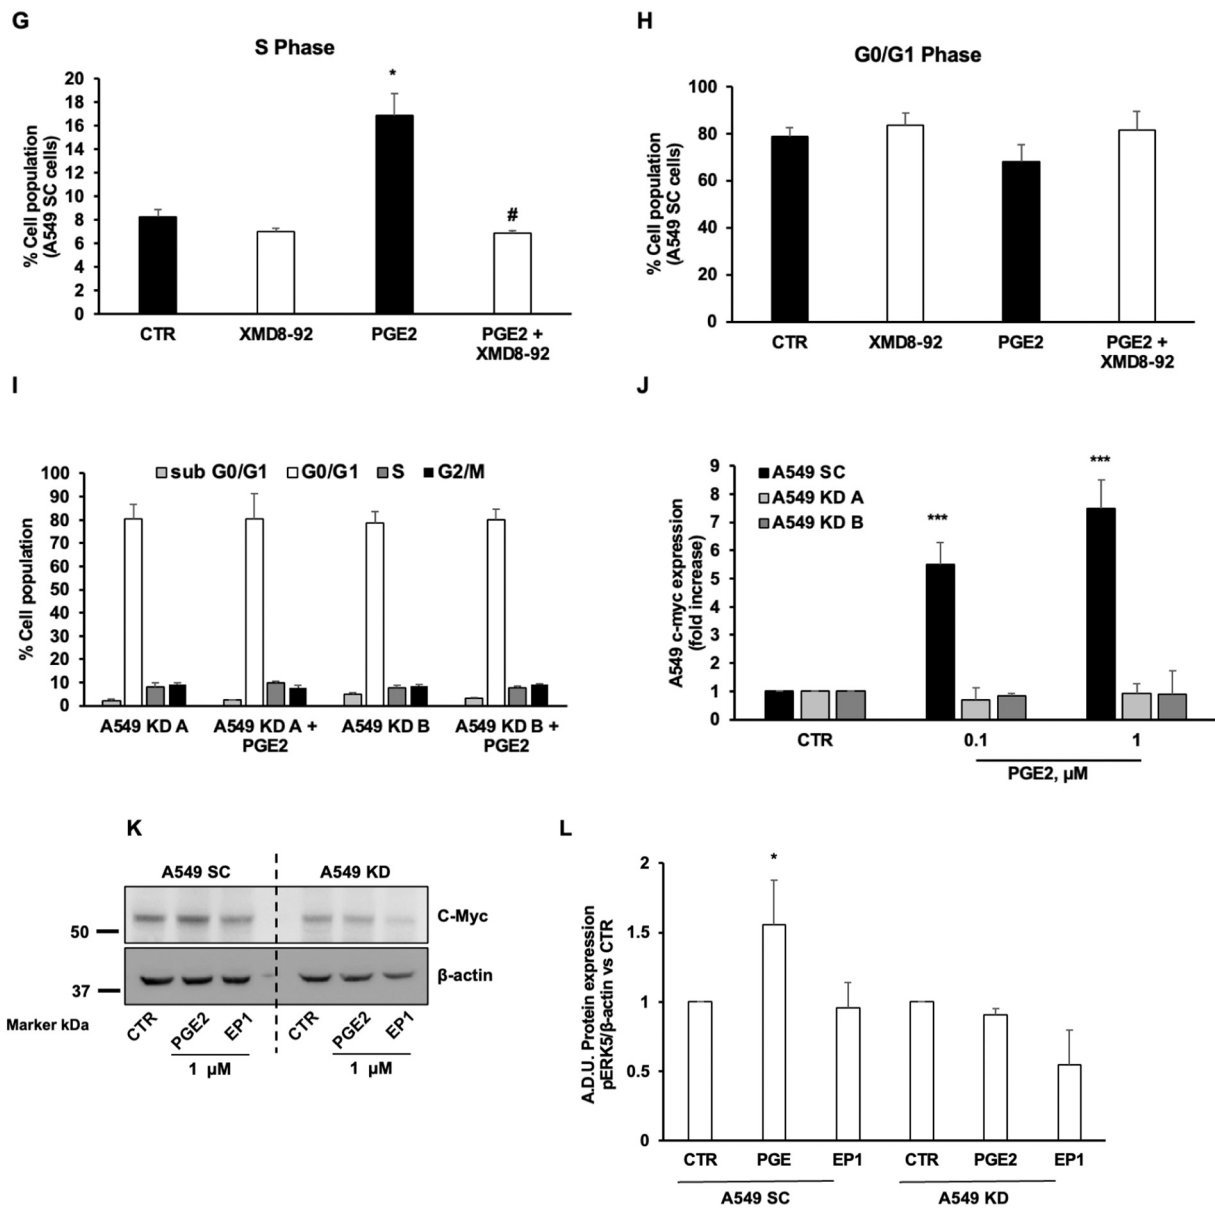 G
S Phase
% Cell population
(A549 SC cells)
20
18
16
14
12
10
8
6
4
2
0
*
#
CTR
XMD8-92
PGE2
PGE2 +
XMD8-92
H
G0/G1 Phase
% Cell population
(A549 SC cells)
100
80
60
40
20
0
CTR
XMD8-92
PGE2
PGE2 +
XMD8-92
I
% Cell population
100
90
80
70
60
50
40
30
20
10
0
sub G0/G1 G0/G1 S G2/M
A549 KD A
A549 KD A +
PGE2
A549 KD B
A549 KD B +
PGE2
J
A549 c-myc expression
(fold increase)
9
8
7
6
5
4
3
2
1
0
A549 SC
A549 KD A
A549 KD B
***
***
CTR
0.1
1
PGE2, µM
K
A549 SC
A549 KD
C-Myc
50
β-actin
37
Marker kDa
CTR
PGE2
EP1
CTR
PGE2
EP1
1 µM
1 µM
L
A.D.U. Protein expression
pERK5/β-actin vs CTR
2
1.5
1
0.5
0
*
CTR
PGE
EP1
CTR
PGE2
EP1
A549 SC
A549 KD